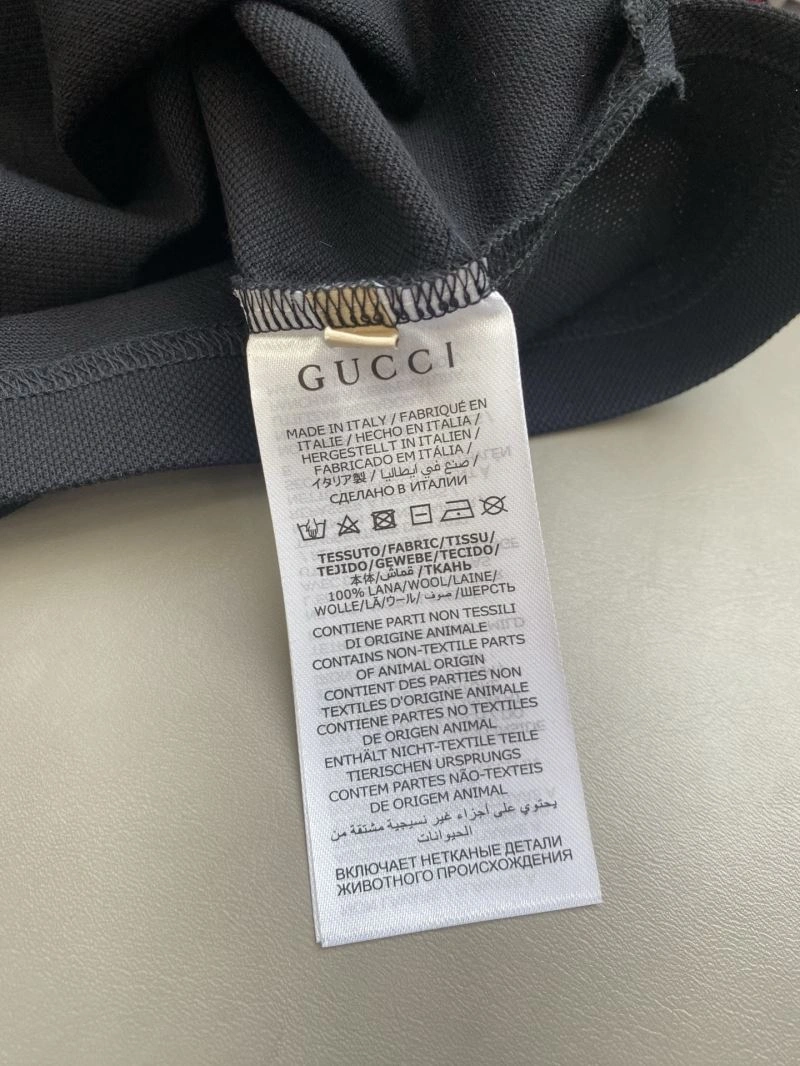 GUCCI
MADE IN ITALY / FABRIQUÉ EN
ITALIE / HECHO EN ITALIA /
HERGESTELLT IN ITALIEN /
FABRICADO EM ITÁLIA /
イタリア製 / صنع في ايطاليا /
СДЕЛАНО В ИТАЛИИ
TESSUTO/FABRIC/TISSU/
TEJIDO/GEWEBE/TECIDO/
本体/قماش/ТКАНЬ
100% LANA/WOOL/LAINE/
WOLLE/LÃ/ウール/صوف/ШЕРСТЬ
CONTIENE PARTI NON TESSILI
DI ORIGINE ANIMALE
CONTAINS NON-TEXTILE PARTS
OF ANIMAL ORIGIN
CONTIENT DES PARTIES NON
TEXTILES D'ORIGINE ANIMALE
CONTIENE PARTES NO TEXTILES
DE ORIGEN ANIMAL
ENTHÄLT NICHT-TEXTILE TEILE
TIERISCHEN URSPRUNGS
CONTEM PARTES NÃO-TEXTEIS
DE ORIGEM ANIMAL
يحتوي على أجزاء غير نسيجية مشتقة من
الحيوانات
ВКЛЮЧАЕТ НЕТКАНЫЕ ДЕТАЛИ
ЖИВОТНОГО ПРОИСХОЖДЕНИЯ